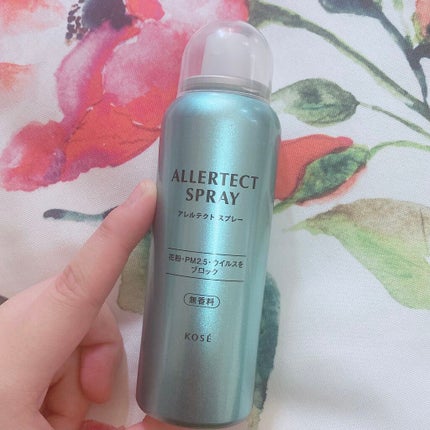 ALLERTECT
SPRAY
アレルテクト スプレー
花粉・PM2.5・ウイルスを
ブロック
無香料
KOSÉ